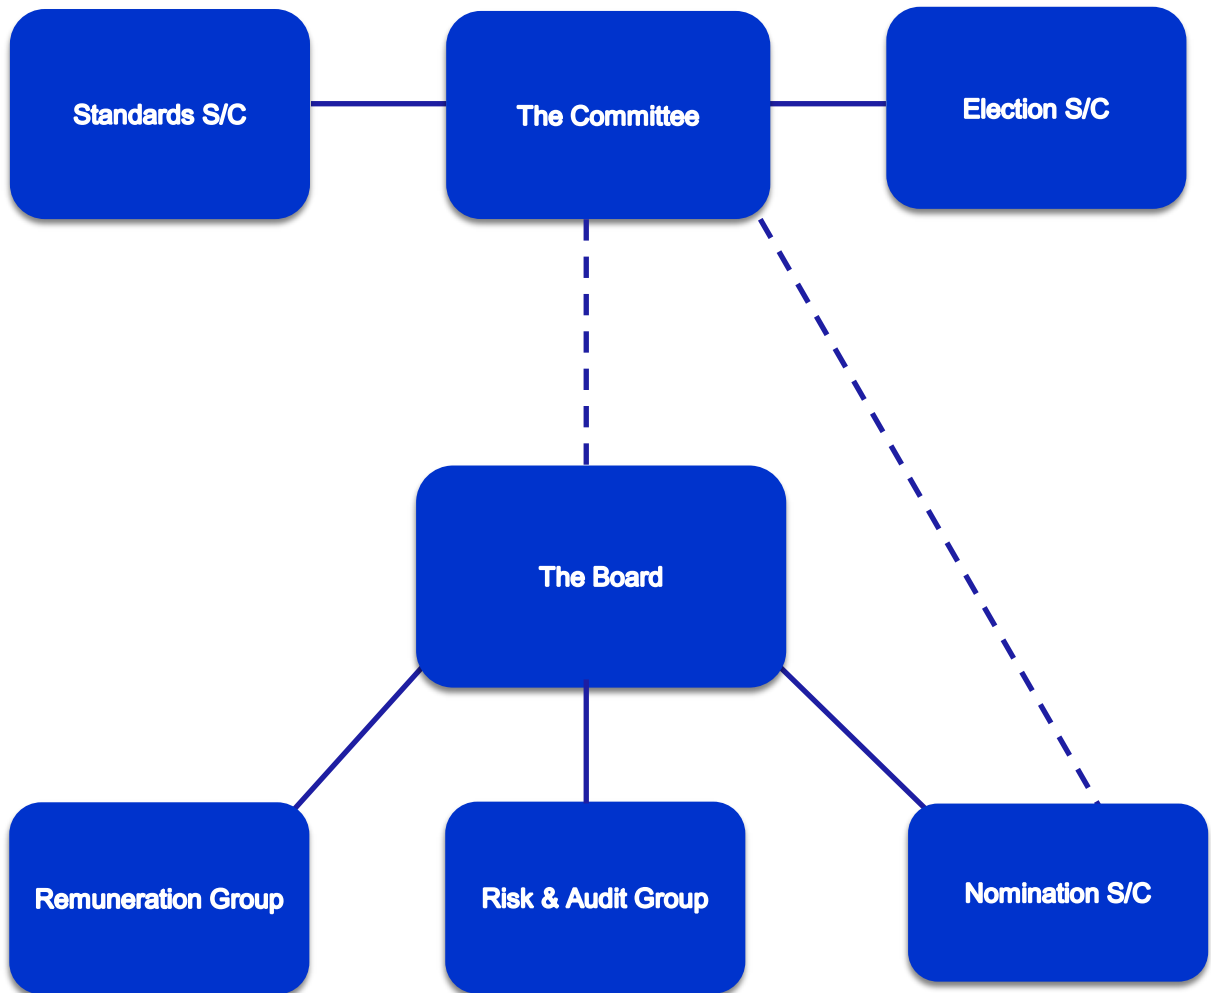 Standards S/C
The Committee
Election S/C
The Board
Remuneration Group
Risk & Audit Group
Nomination S/C